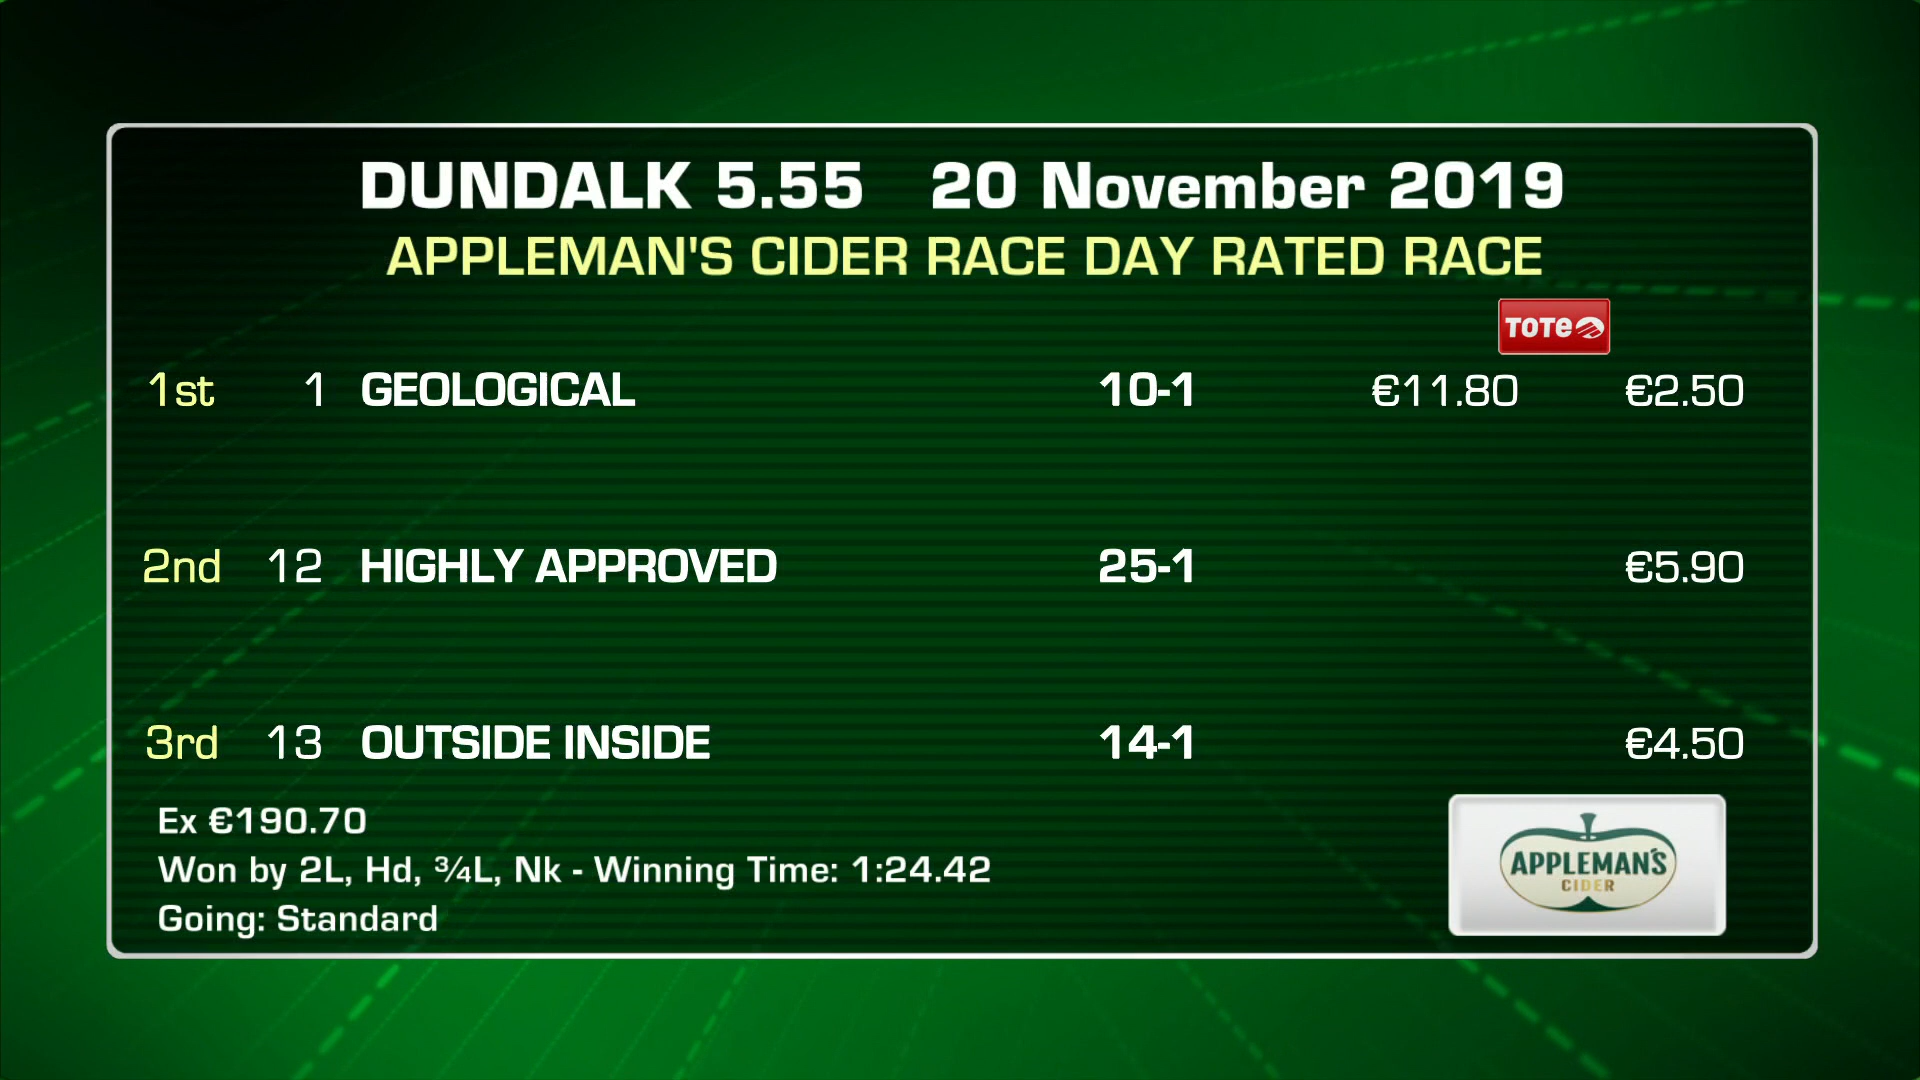 DUNDALK 5.55 20 November 2019
APPLEMAN'S CIDER RACE DAY RATED RACE
TOTE
1st 1 GEOLOGICAL 10-1 €11.80 €2.50
2nd 12 HIGHLY APPROVED 25-1 €5.90
3rd 13 OUTSIDE INSIDE 14-1 €4.50
Ex €190.70
Won by 2L, Hd, ¾L, Nk - Winning Time: 1:24.42
Going: Standard
APPLEMAN'S
CIDER